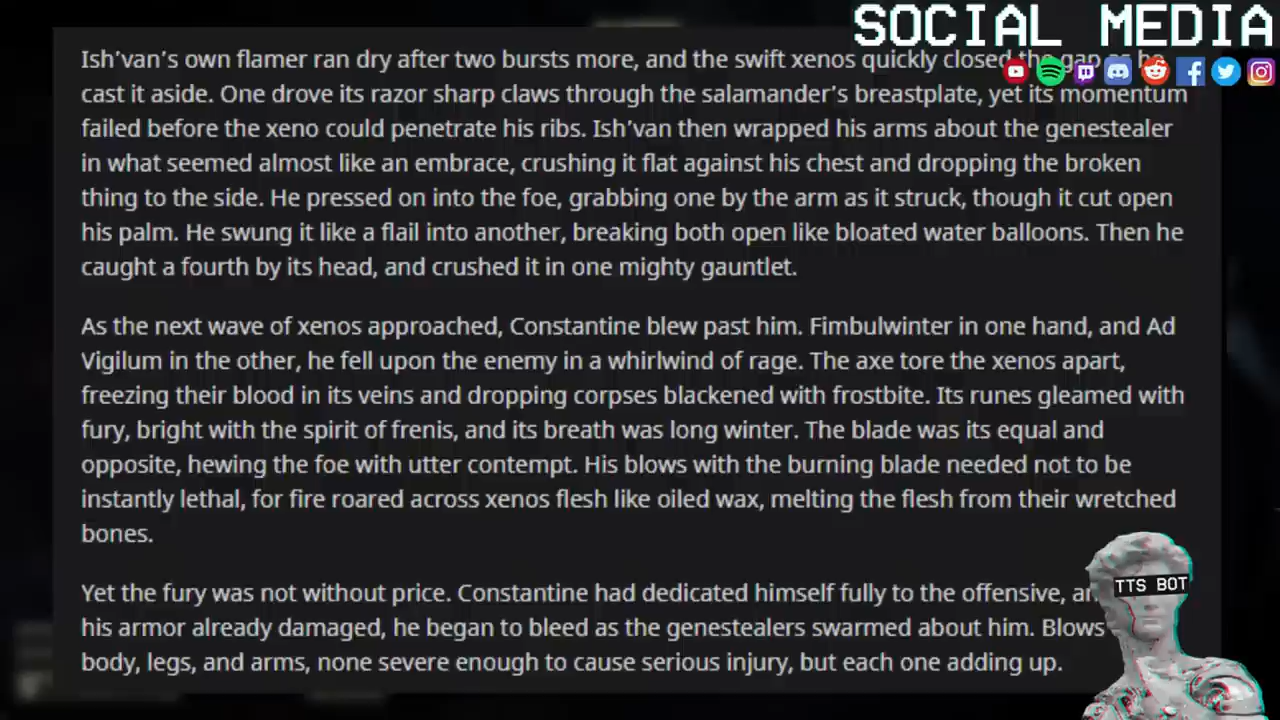 SOCIAL MEDIA
Ish’van’s own flamer ran dry after two bursts more, and the swift xenos quickly closed the gap as he
cast it aside. One drove its razor sharp claws through the salamander’s breastplate, yet its momentum
failed before the xeno could penetrate his ribs. Ish’van then wrapped his arms about the genestealer
in what seemed almost like an embrace, crushing it flat against his chest and dropping the broken
thing to the side. He pressed on into the foe, grabbing one by the arm as it struck, though it cut open
his palm. He swung it like a flail into another, breaking both open like bloated water balloons. Then he
caught a fourth by its head, and crushed it in one mighty gauntlet.
As the next wave of xenos approached, Constantine blew past him. Fimbulwinter in one hand, and Ad
Vigilum in the other, he fell upon the enemy in a whirlwind of rage. The axe tore the xenos apart,
freezing their blood in its veins and dropping corpses blackened with frostbite. Its runes gleamed with
fury, bright with the spirit of frenis, and its breath was long winter. The blade was its equal and
opposite, hewing the foe with utter contempt. His blows with the burning blade needed not to be
instantly lethal, for fire roared across xenos flesh like oiled wax, melting the flesh from their wretched
bones.
Yet the fury was not without price. Constantine had dedicated himself fully to the offensive,
his armor already damaged, he began to bleed as the genestealers swarmed about him. Blows
body, legs, and arms, none severe enough to cause serious injury, but each one adding up.
TTS BOT